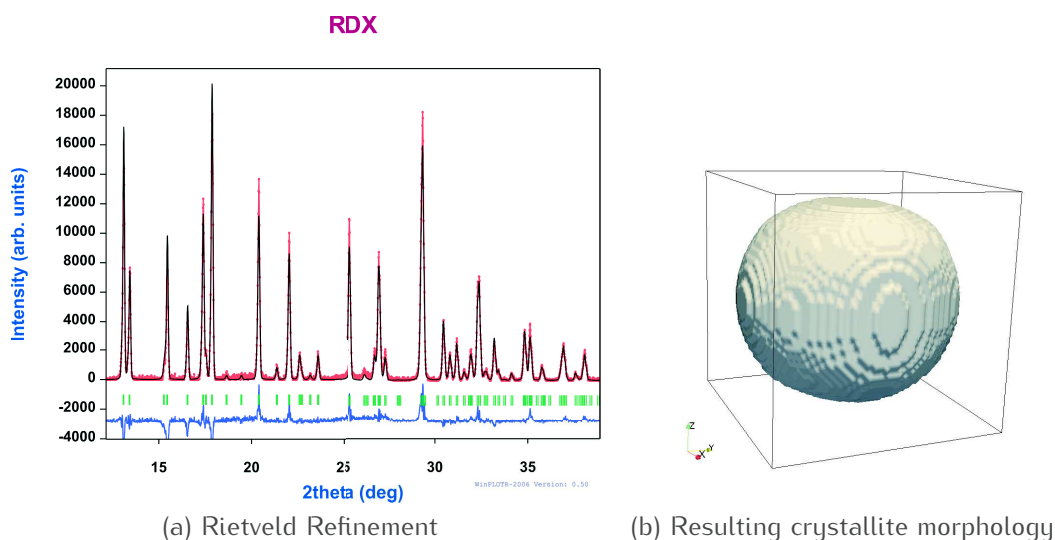 RDX
Intensity (arb. units)
20000
18000
16000
14000
12000
10000
8000
6000
4000
2000
0
-2000
-4000
15 20 25 30 35
2theta (deg)
WinPLOTR-2006 Version: 0.50
Z
Y
X
(a) Rietveld Refinement
(b) Resulting crystallite morphology